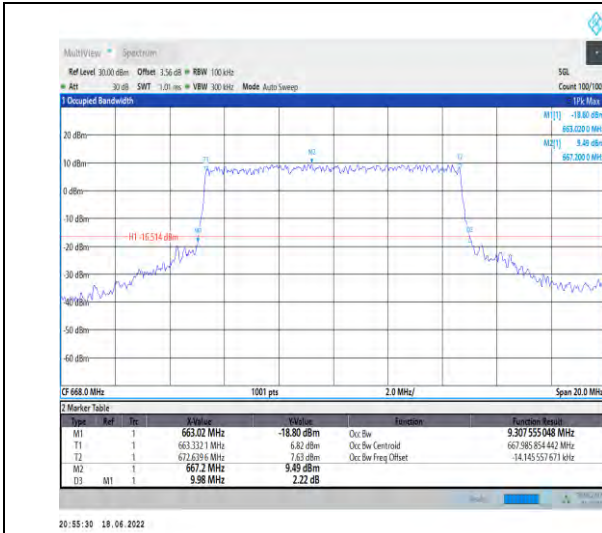 MultiView Spectrum
Ref Level 30.00 dBm Offset 3.56 dB RBW 100 kHz SGL
Att 30 dB SWT 1.01 ms VBW 300 kHz Mode Auto Sweep Count 100/100
1 Occupied Bandwidth 1Pk Max
M1[1] -18.80 dBm
663.020 0 MHz
M2[1] 9.49 dBm
667.200 0 MHz
20 dBm
10 dBm
0 dBm
-10 dBm
H1 -16.514 dBm
-20 dBm
-30 dBm
-40 dBm
-50 dBm
-60 dBm
T1
M2
T2
M1
CF 668.0 MHz 1001 pts 2.0 MHz/ Span 20.0 MHz
2 Marker Table
Type Ref Trc X-Value Y-Value Function Function Result
M1 1 663.02 MHz -18.80 dBm Occ Bw 9.307 555 048 MHz
T1 1 663.332 1 MHz 6.82 dBm Occ Bw Centroid 667.985 854 442 MHz
T2 1 672.639 6 MHz 7.63 dBm Occ Bw Freq Offset -14.145 557 671 kHz
M2 1 667.2 MHz 9.49 dBm
D3 M1 1 9.98 MHz 2.22 dB
20:55:30 18.06.2022